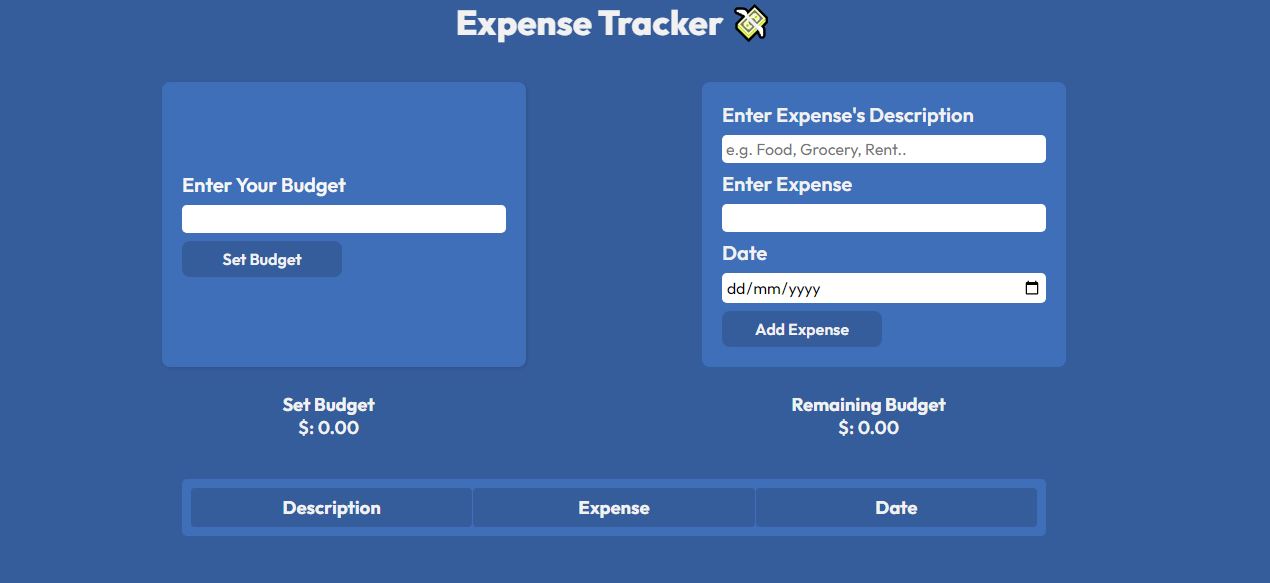 Expense Tracker 💸
Enter Your Budget
Set Budget
Enter Expense's Description
e.g. Food, Grocery, Rent..
Enter Expense
Date
dd/mm/yyyy
Add Expense
Set Budget
$: 0.00
Remaining Budget
$: 0.00
Description Expense Date